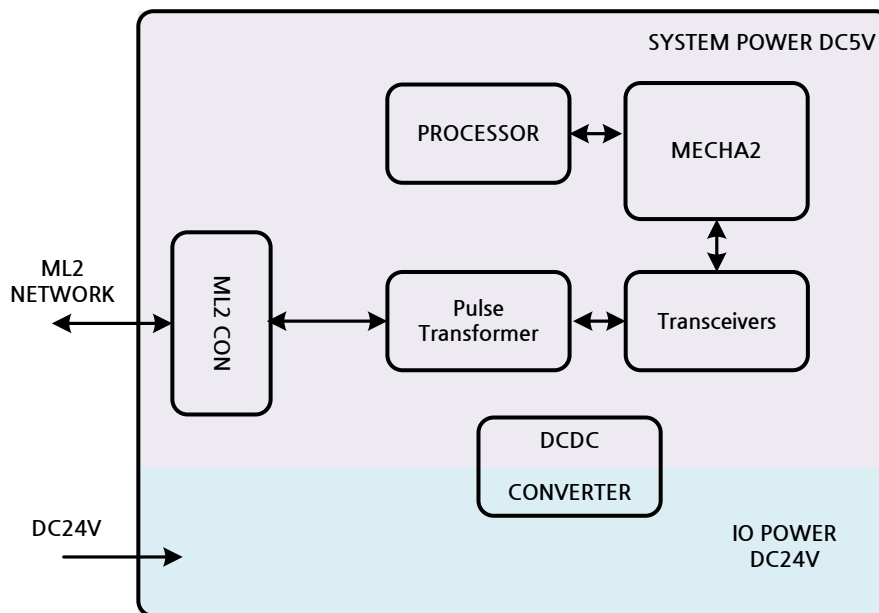 SYSTEM POWER DC5V
PROCESSOR
MECHA2
ML2
NETWORK
ML2 CON
Pulse
Transformer
Transceivers
DCDC
CONVERTER
DC24V
IO POWER
DC24V